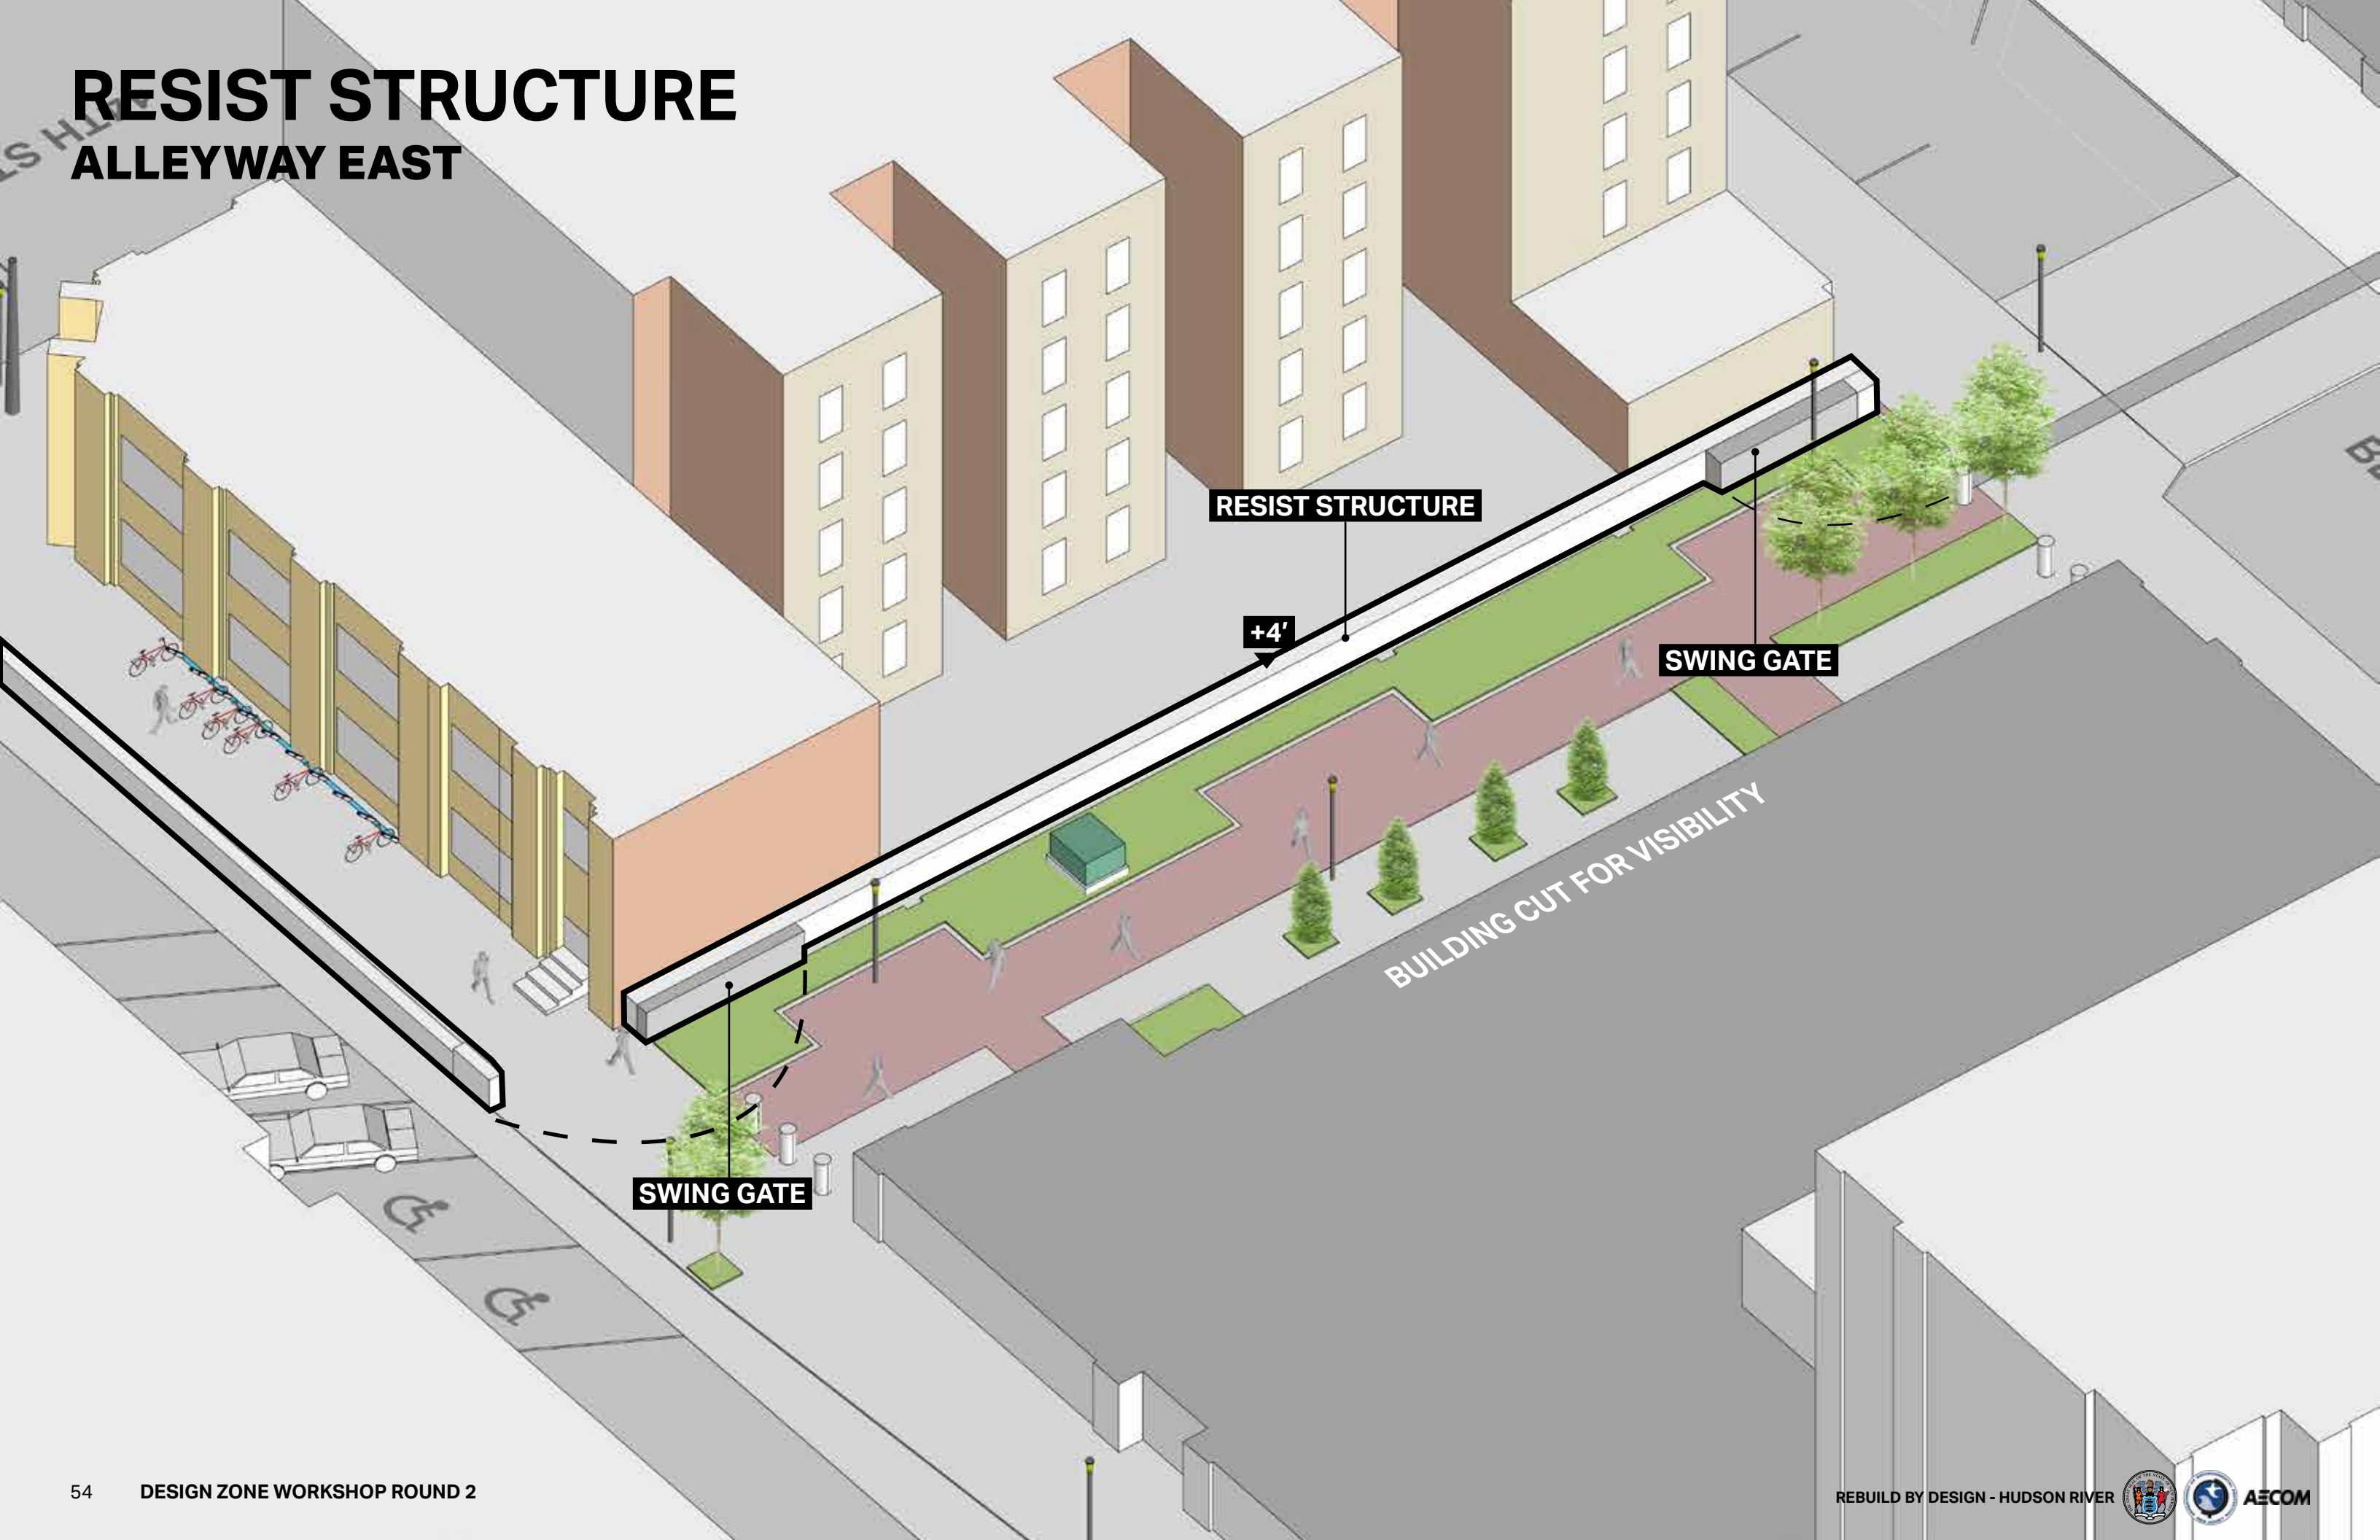 RESIST STRUCTURE
ALLEYWAY EAST
RESIST STRUCTURE
+4′
SWING GATE
BUILDING CUT FOR VISIBILITY
SWING GATE
54 DESIGN ZONE WORKSHOP ROUND 2
REBUILD BY DESIGN - HUDSON RIVER
AECOM